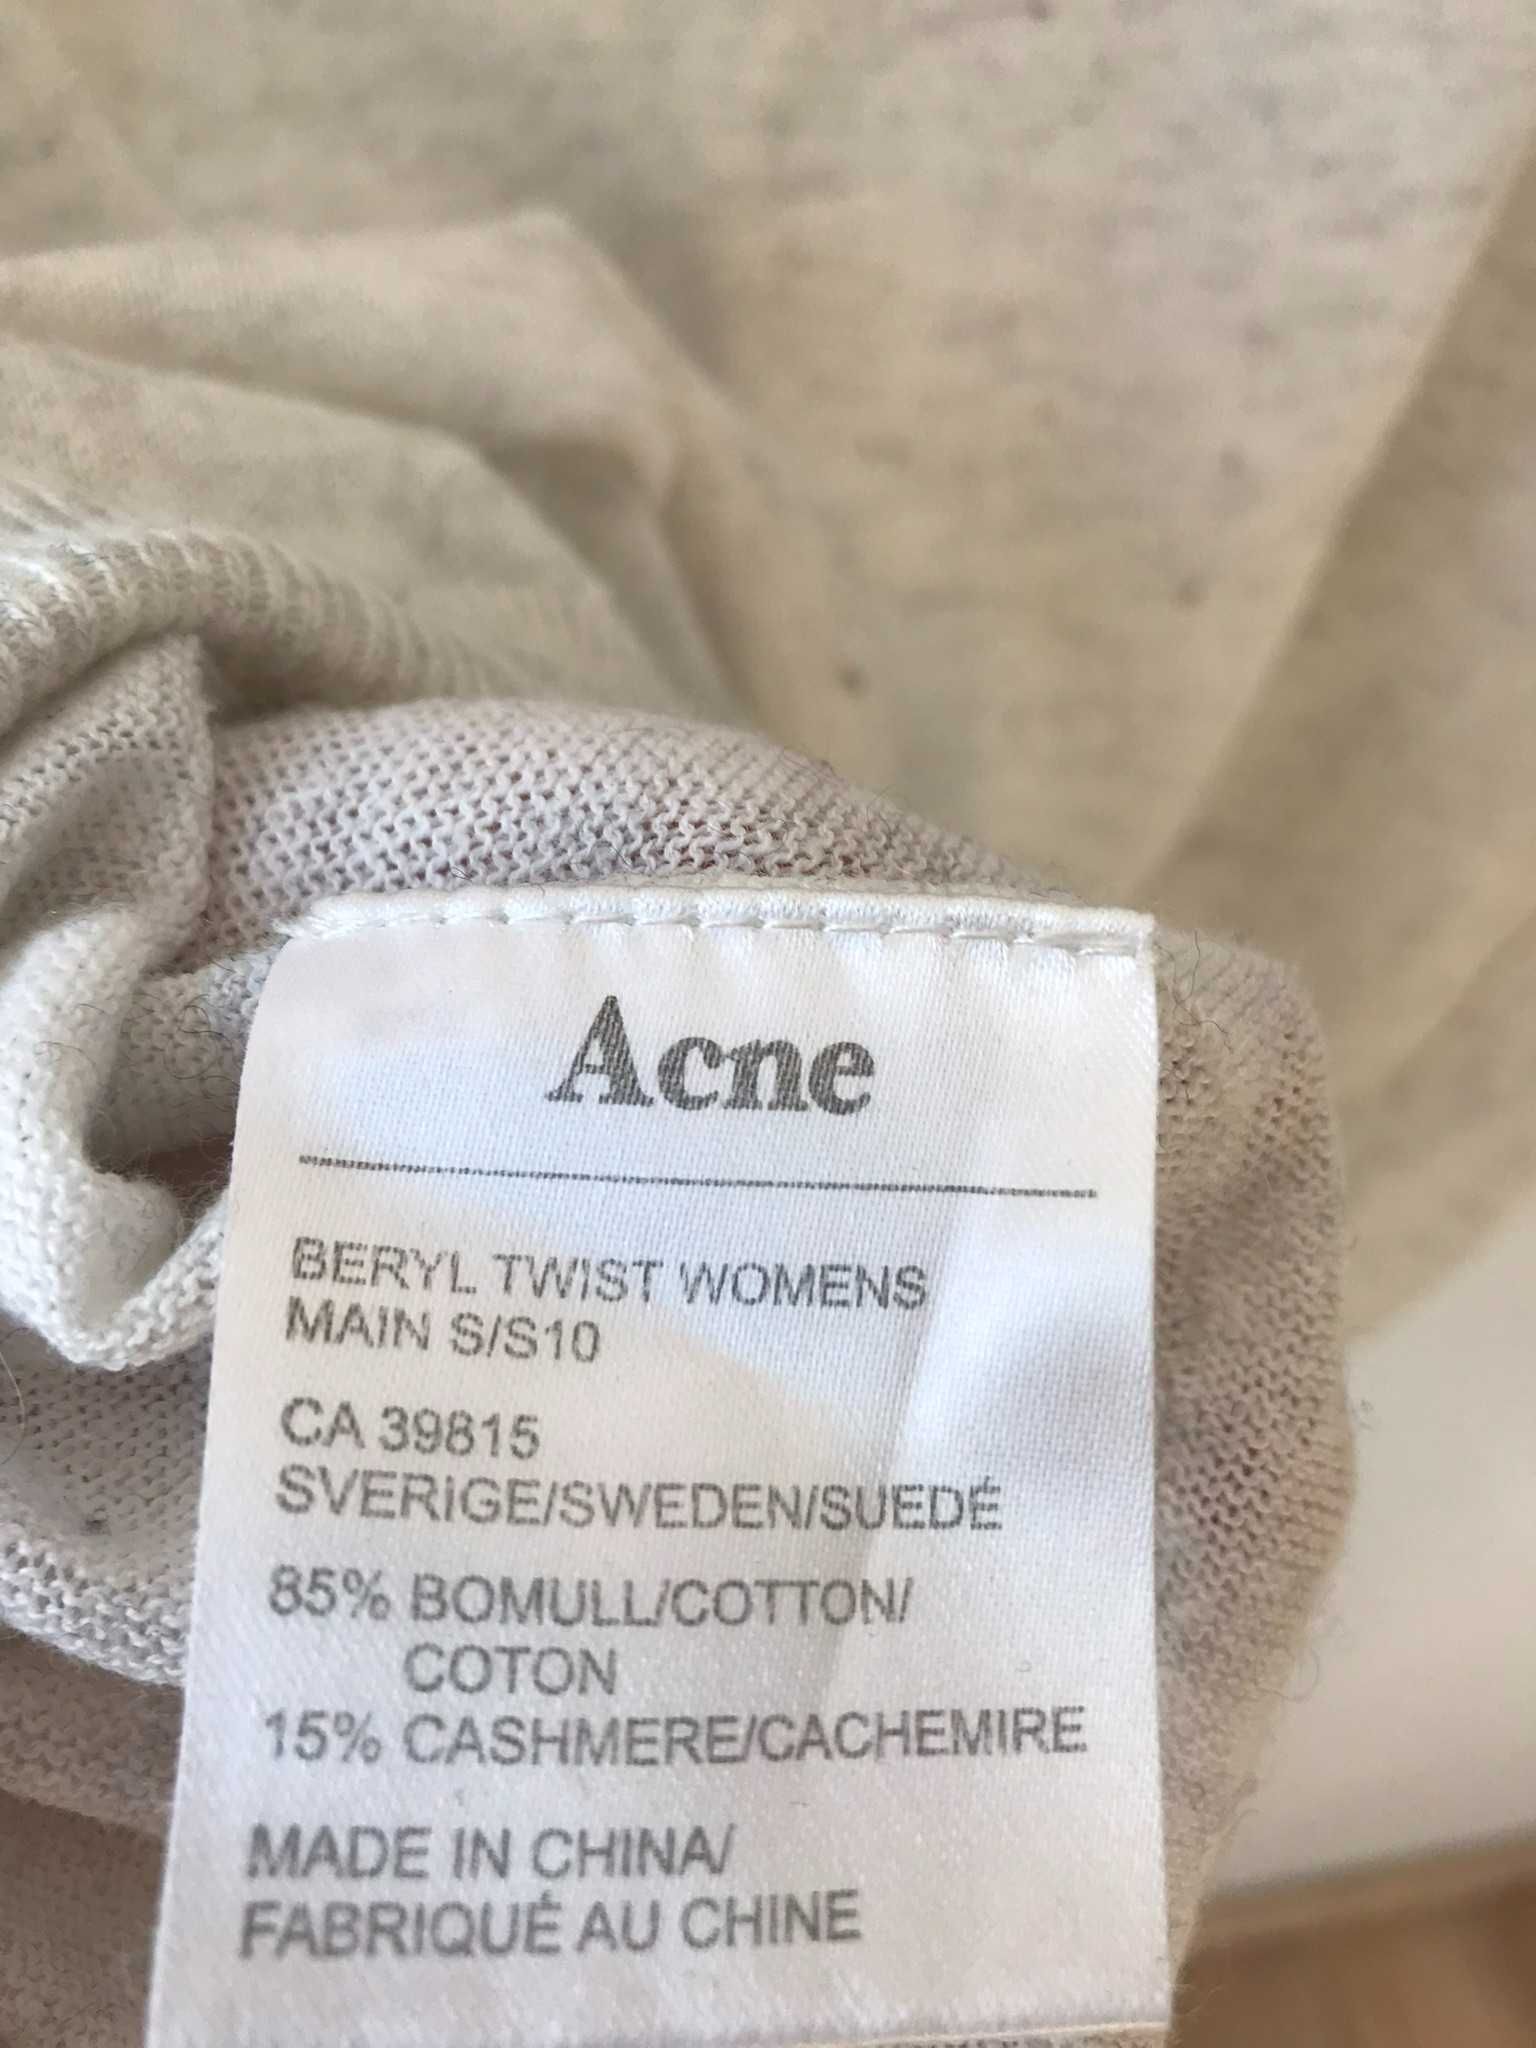 Acne
BERYL TWIST WOMENS
MAIN S/S10
CA 39815
SVERIGE/SWEDEN/SUEDÉ
85% BOMULL/COTTON/
COTON
15% CASHMERE/CACHEMIRE
MADE IN CHINA/
FABRIQUÉ AU CHINE